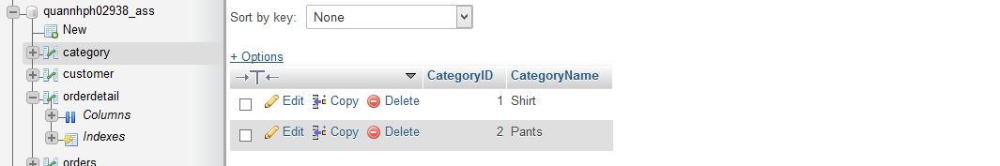 quannhph02938_ass
New
category
customer
orderdetail
Columns
Indexes
orders
Sort by key: None
+ Options
CategoryID CategoryName
Edit Copy Delete 1 Shirt
Edit Copy Delete 2 Pants